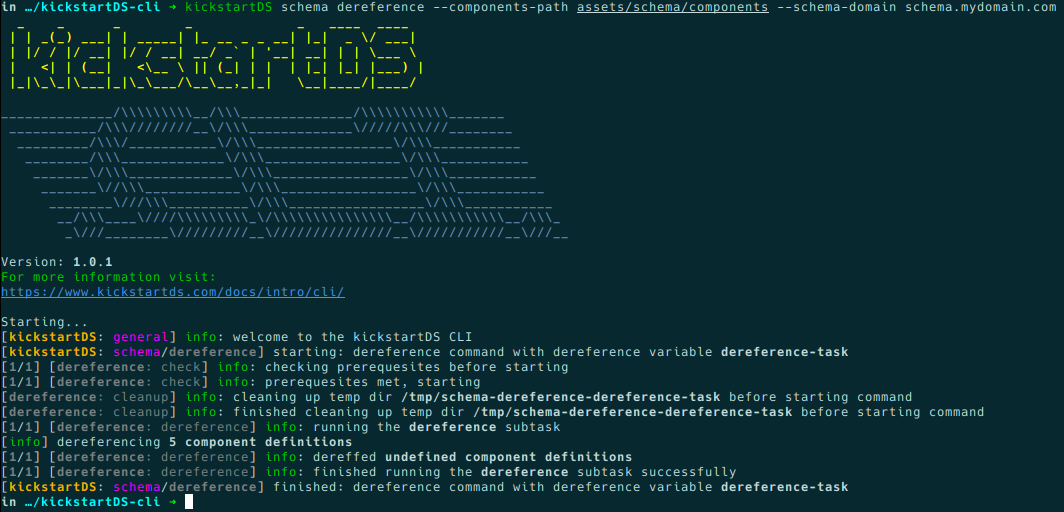 in …/kickstartDS-cli ➜ kickstartDS schema dereference --components-path assets/schema/components --schema-domain schema.mydomain.com
kickstartDS
CLI.
Version: 1.0.1
For more information visit:
https://www.kickstartds.com/docs/intro/cli/
Starting...
[kickstartDS: general] info: welcome to the kickstartDS CLI
[kickstartDS: schema/dereference] starting: dereference command with dereference variable dereference-task
[1/1] [dereference: check] info: checking prerequesites before starting
[1/1] [dereference: check] info: prerequesites met, starting
[dereference: cleanup] info: cleaning up temp dir /tmp/schema-dereference-dereference-task before starting command
[dereference: cleanup] info: finished cleaning up temp dir /tmp/schema-dereference-dereference-task before starting command
[1/1] [dereference: dereference] info: running the dereference subtask
[info] dereferencing 5 component definitions
[1/1] [dereference: dereference] info: dereffed undefined component definitions
[1/1] [dereference: dereference] info: finished running the dereference subtask successfully
[kickstartDS: schema/dereference] finished: dereference command with dereference variable dereference-task
in …/kickstartDS-cli ➜